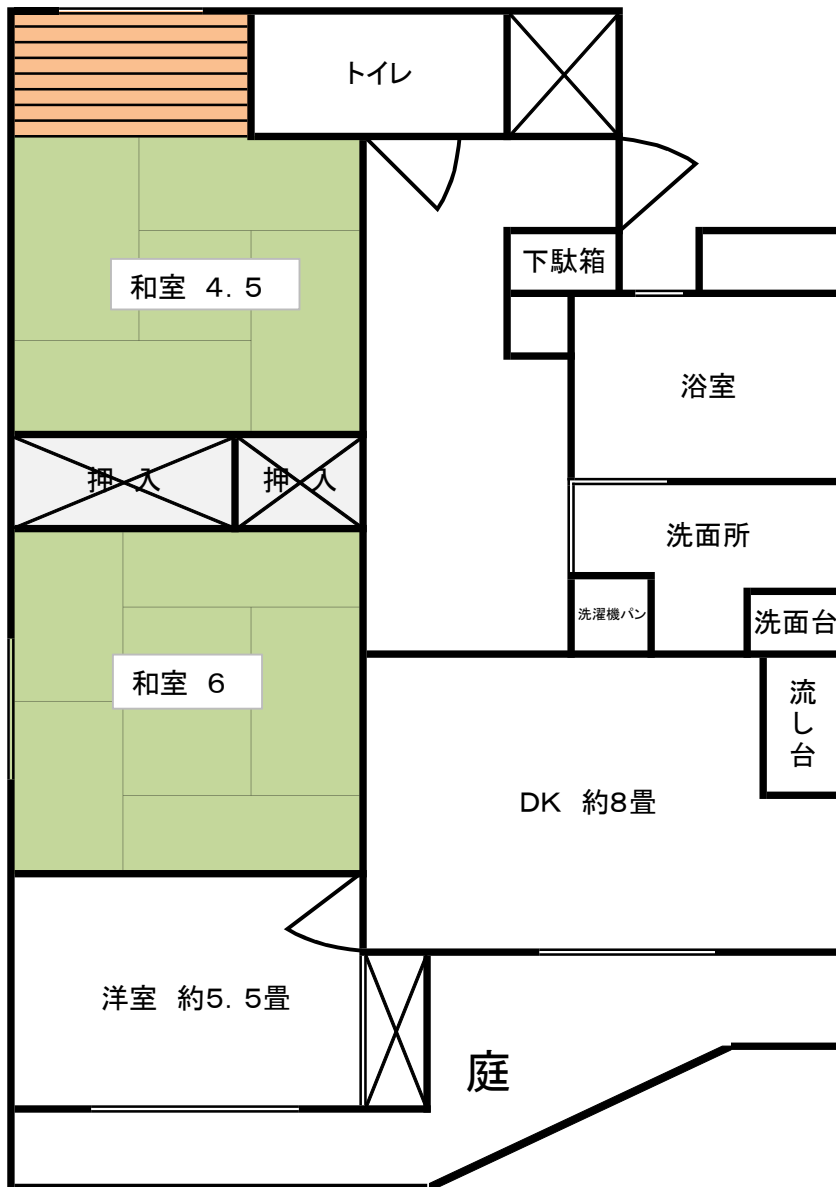 トイレ
下駄箱
和室 4.5
浴室
押 入
押 入
洗面所
洗濯機パン
洗面台
和室 6
流し台
DK 約8畳
洋室 約5.5畳
庭